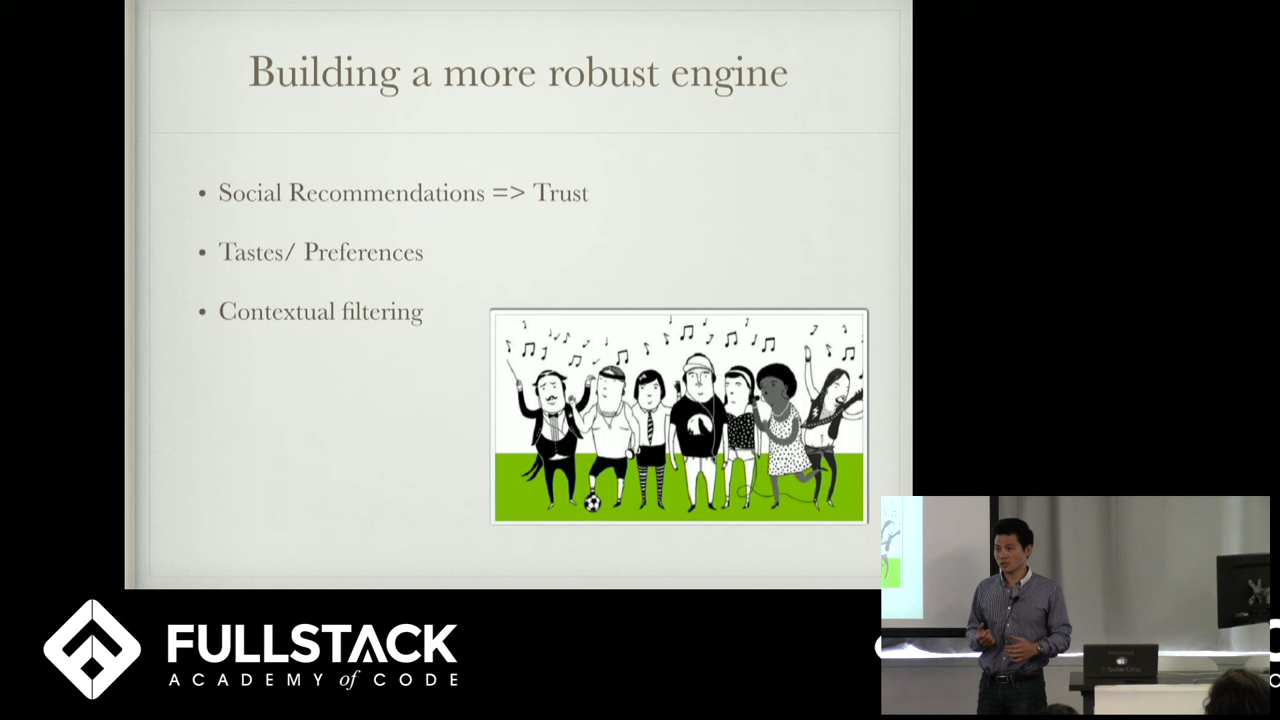 Building a more robust engine
• Social Recommendations => Trust
• Tastes/ Preferences
• Contextual filtering
FULLSTACK
ACADEMY of CODE